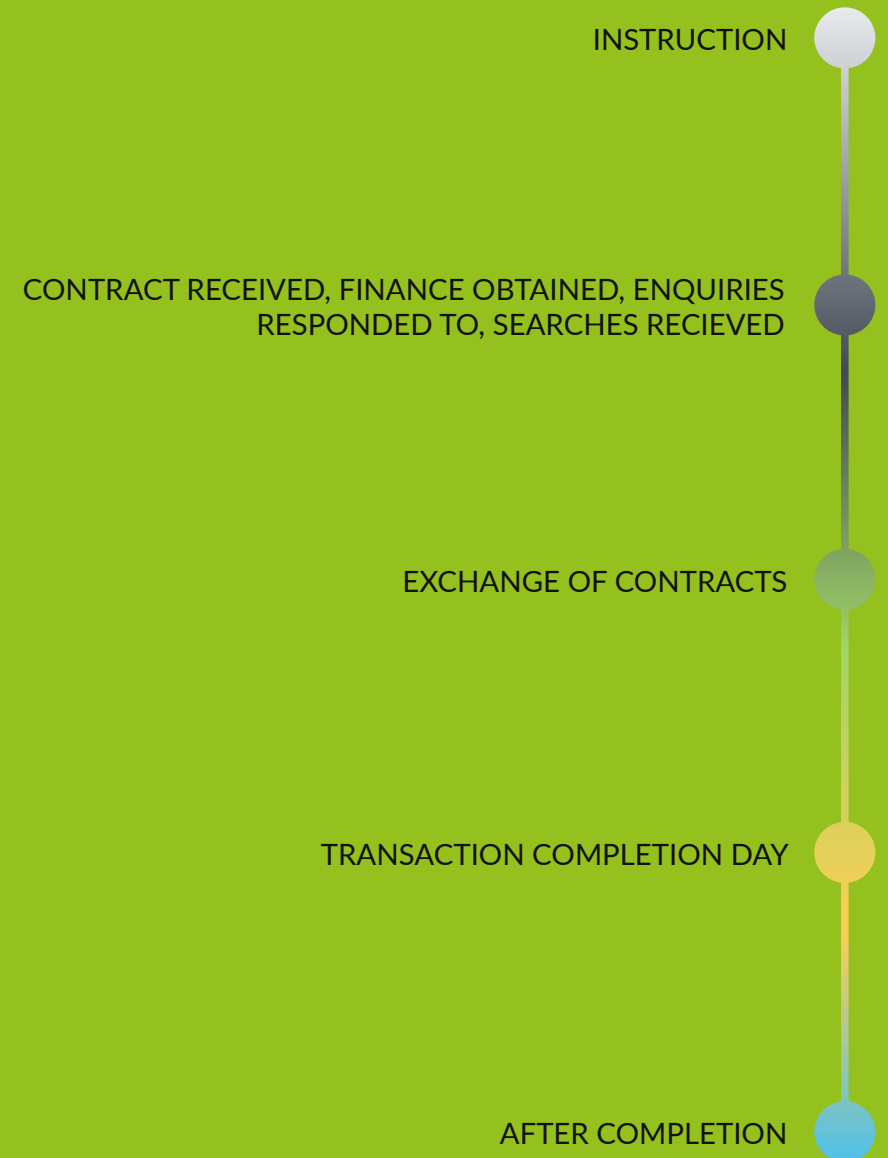 INSTRUCTION
CONTRACT RECEIVED, FINANCE OBTAINED, ENQUIRIES
RESPONDED TO, SEARCHES RECIEVED
EXCHANGE OF CONTRACTS
TRANSACTION COMPLETION DAY
AFTER COMPLETION